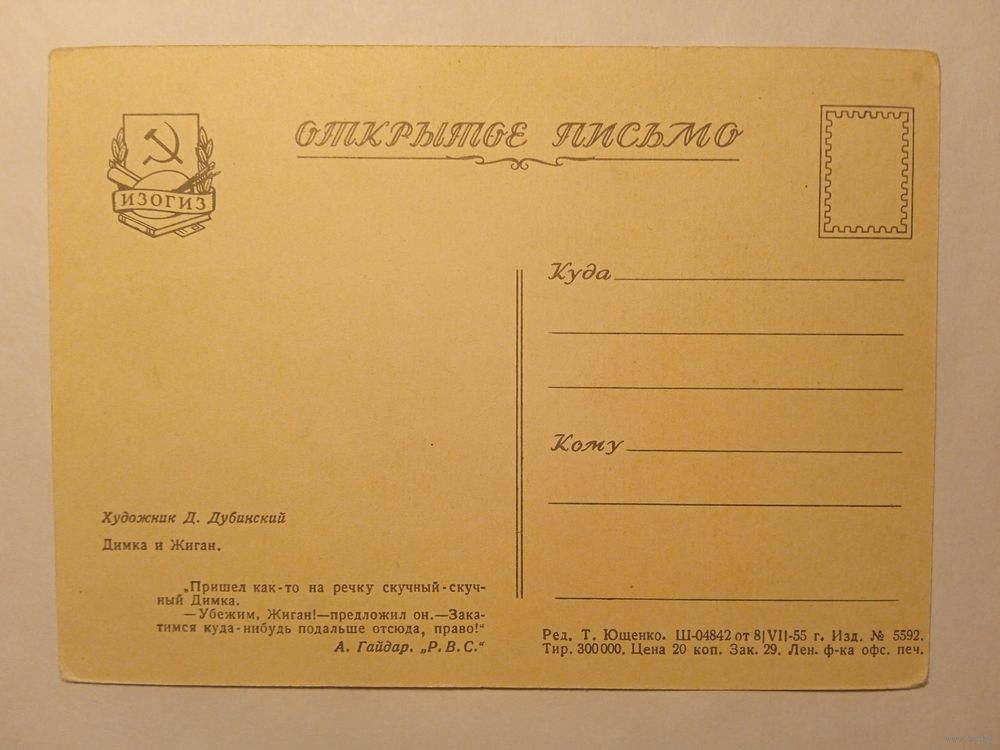 ОТКРЫТОЕ ПИСЬМО
ИЗОГИЗ
Куда
Кому
Художник Д. Дубинский
Димка и Жиган.
„Пришел как-то на речку скучный-скуч-
ный Димка.
—Убежим, Жиган!—предложил он.—Зака-
тимся куда-нибудь подальше отсюда, право!“
А. Гайдар. „Р. В. С.“
Ред. Т. Ющенко. Ш-04842 от 8|VI|-55 г. Изд. № 5592.
Тир. 300000. Цена 20 коп. Зак. 29. Лен. ф-ка офс. печ.